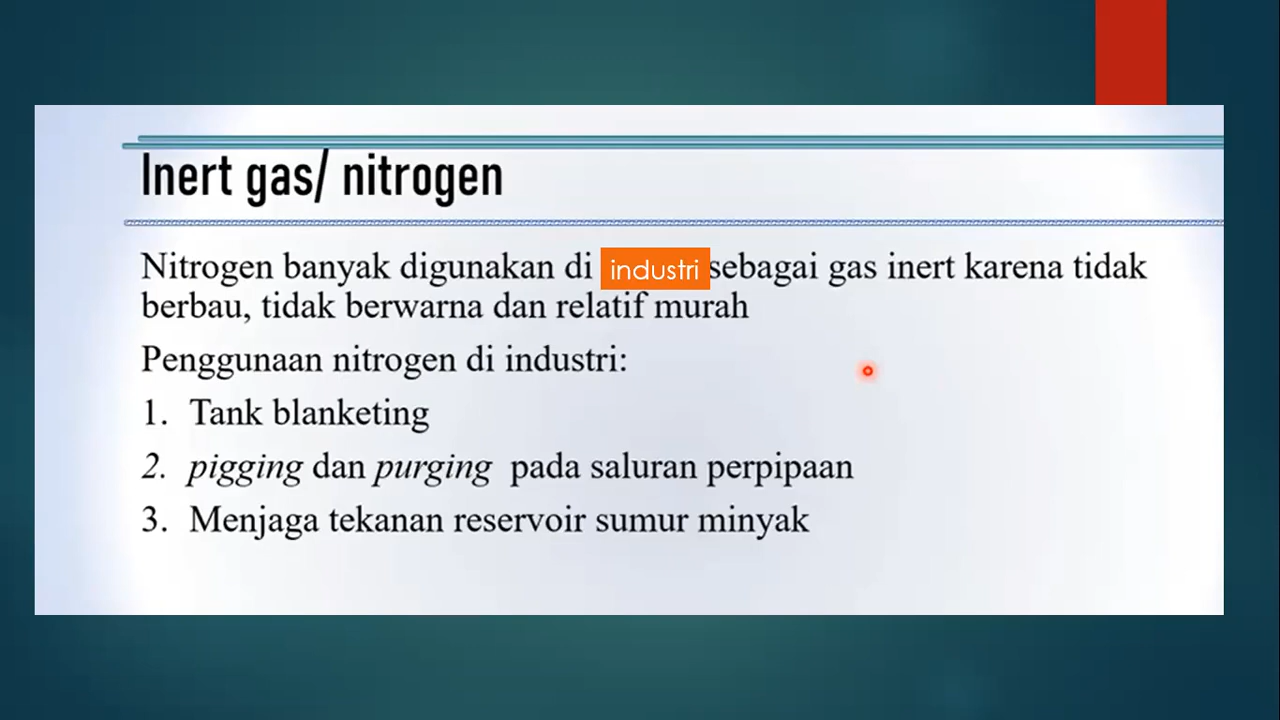 Inert gas/ nitrogen
Nitrogen banyak digunakan di industri sebagai gas inert karena tidak
berbau, tidak berwarna dan relatif murah
Penggunaan nitrogen di industri:
1. Tank blanketing
2. pigging dan purging pada saluran perpipaan
3. Menjaga tekanan reservoir sumur minyak